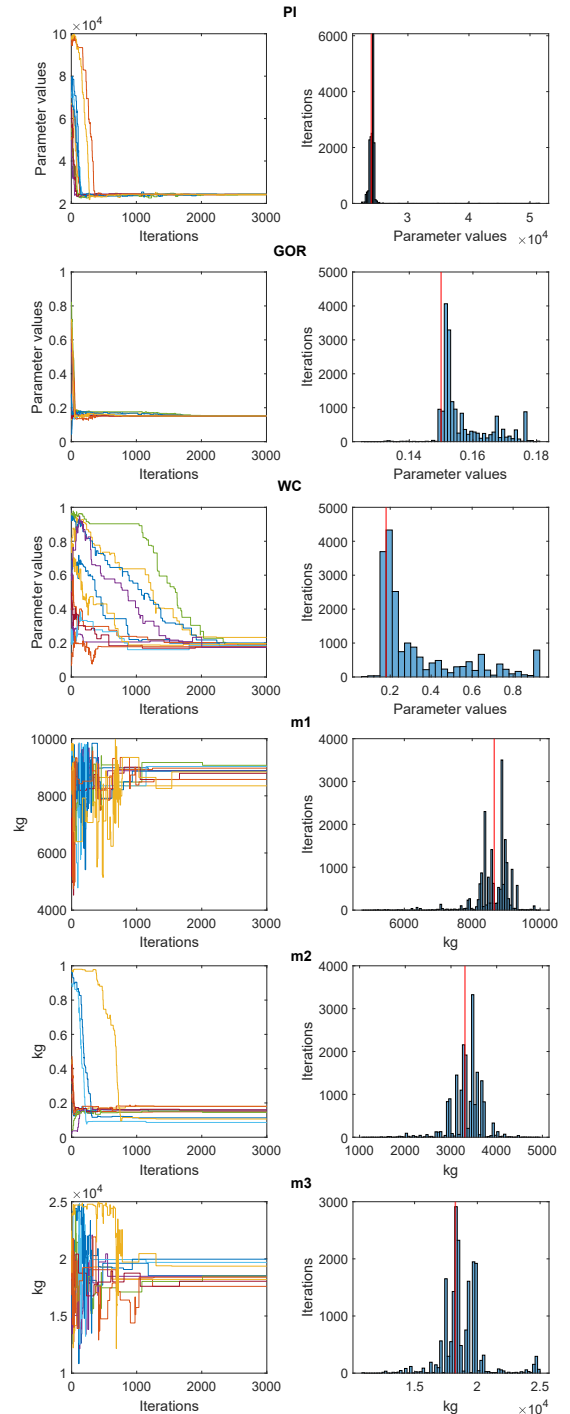 PI
×10^4
10
8
6
4
2
Parameter values
0 1000 2000 3000
Iterations
6000
4000
2000
0
Iterations
3 4 5
Parameter values ×10^4
GOR
1
0.8
0.6
0.4
0.2
0
Parameter values
0 1000 2000 3000
Iterations
5000
4000
3000
2000
1000
0
Iterations
0.14 0.16 0.18
Parameter values
WC
1
0.8
0.6
0.4
0.2
0
Parameter values
0 1000 2000 3000
Iterations
5000
4000
3000
2000
1000
0
Iterations
0.2 0.4 0.6 0.8
Parameter values
m1
10000
8000
6000
4000
kg
0 1000 2000 3000
Iterations
4000
3000
2000
1000
0
Iterations
6000 8000 10000
kg
m2
1
0.8
0.6
0.4
0.2
0
kg
0 1000 2000 3000
Iterations
4000
3000
2000
1000
0
Iterations
1000 2000 3000 4000 5000
kg
m3
×10^4
2.5
2
1.5
1
kg
0 1000 2000 3000
Iterations
3000
2000
1000
0
Iterations
1.5 2 2.5
kg ×10^4